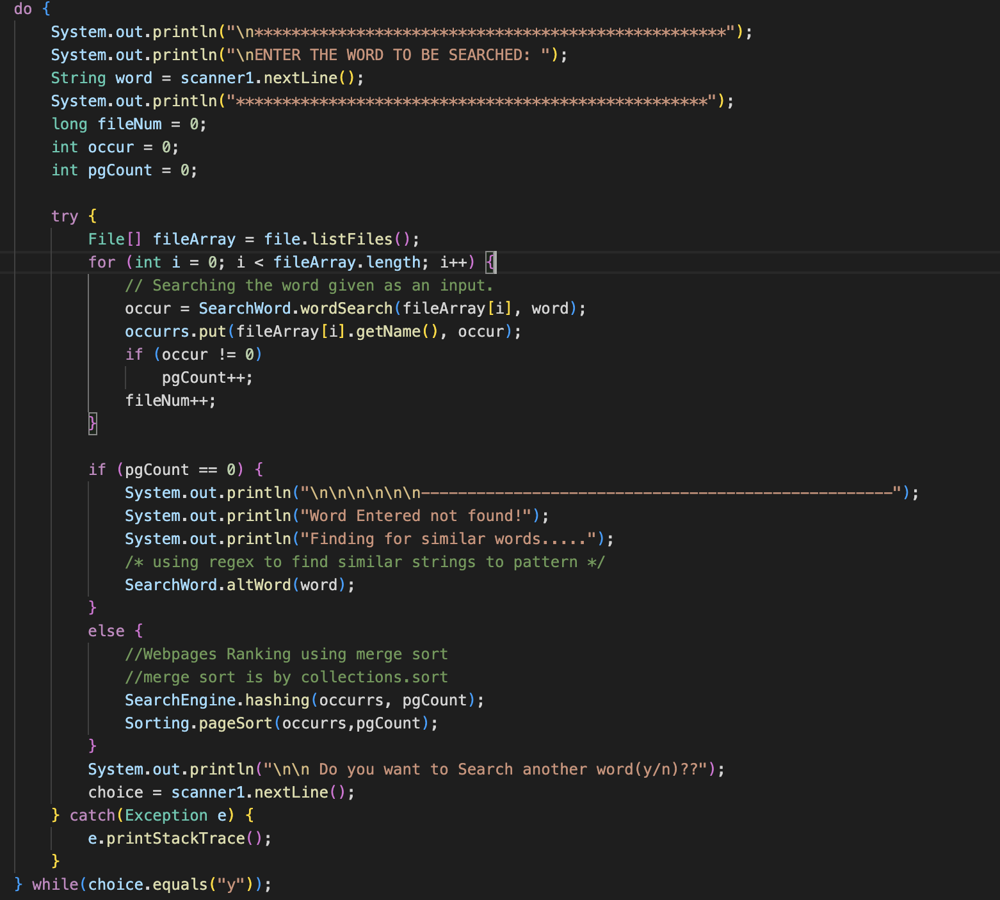 do {
    System.out.println("\n***************************************************");
    System.out.println("\nENTER THE WORD TO BE SEARCHED: ");
    String word = scanner1.nextLine();
    System.out.println("***************************************************");
    long fileNum = 0;
    int occur = 0;
    int pgCount = 0;

    try {
        File[] fileArray = file.listFiles();
        for (int i = 0; i < fileArray.length; i++) {
            // Searching the word given as an input.
            occur = SearchWord.wordSearch(fileArray[i], word);
            occurrs.put(fileArray[i].getName(), occur);
            if (occur != 0)
                pgCount++;
            fileNum++;
        }

        if (pgCount == 0) {
            System.out.println("\n\n\n\n\n\n---------------------------------------------------");
            System.out.println("Word Entered not found!");
            System.out.println("Finding for similar words.....");
            /* using regex to find similar strings to pattern */
            SearchWord.altWord(word);
        }
        else {
            //Webpages Ranking using merge sort
            //merge sort is by collections.sort
            SearchEngine.hashing(occurrs, pgCount);
            Sorting.pageSort(occurrs,pgCount);
        }
        System.out.println("\n\n Do you want to Search another word(y/n)??");
        choice = scanner1.nextLine();
    } catch(Exception e) {
        e.printStackTrace();
    }
} while(choice.equals("y"));